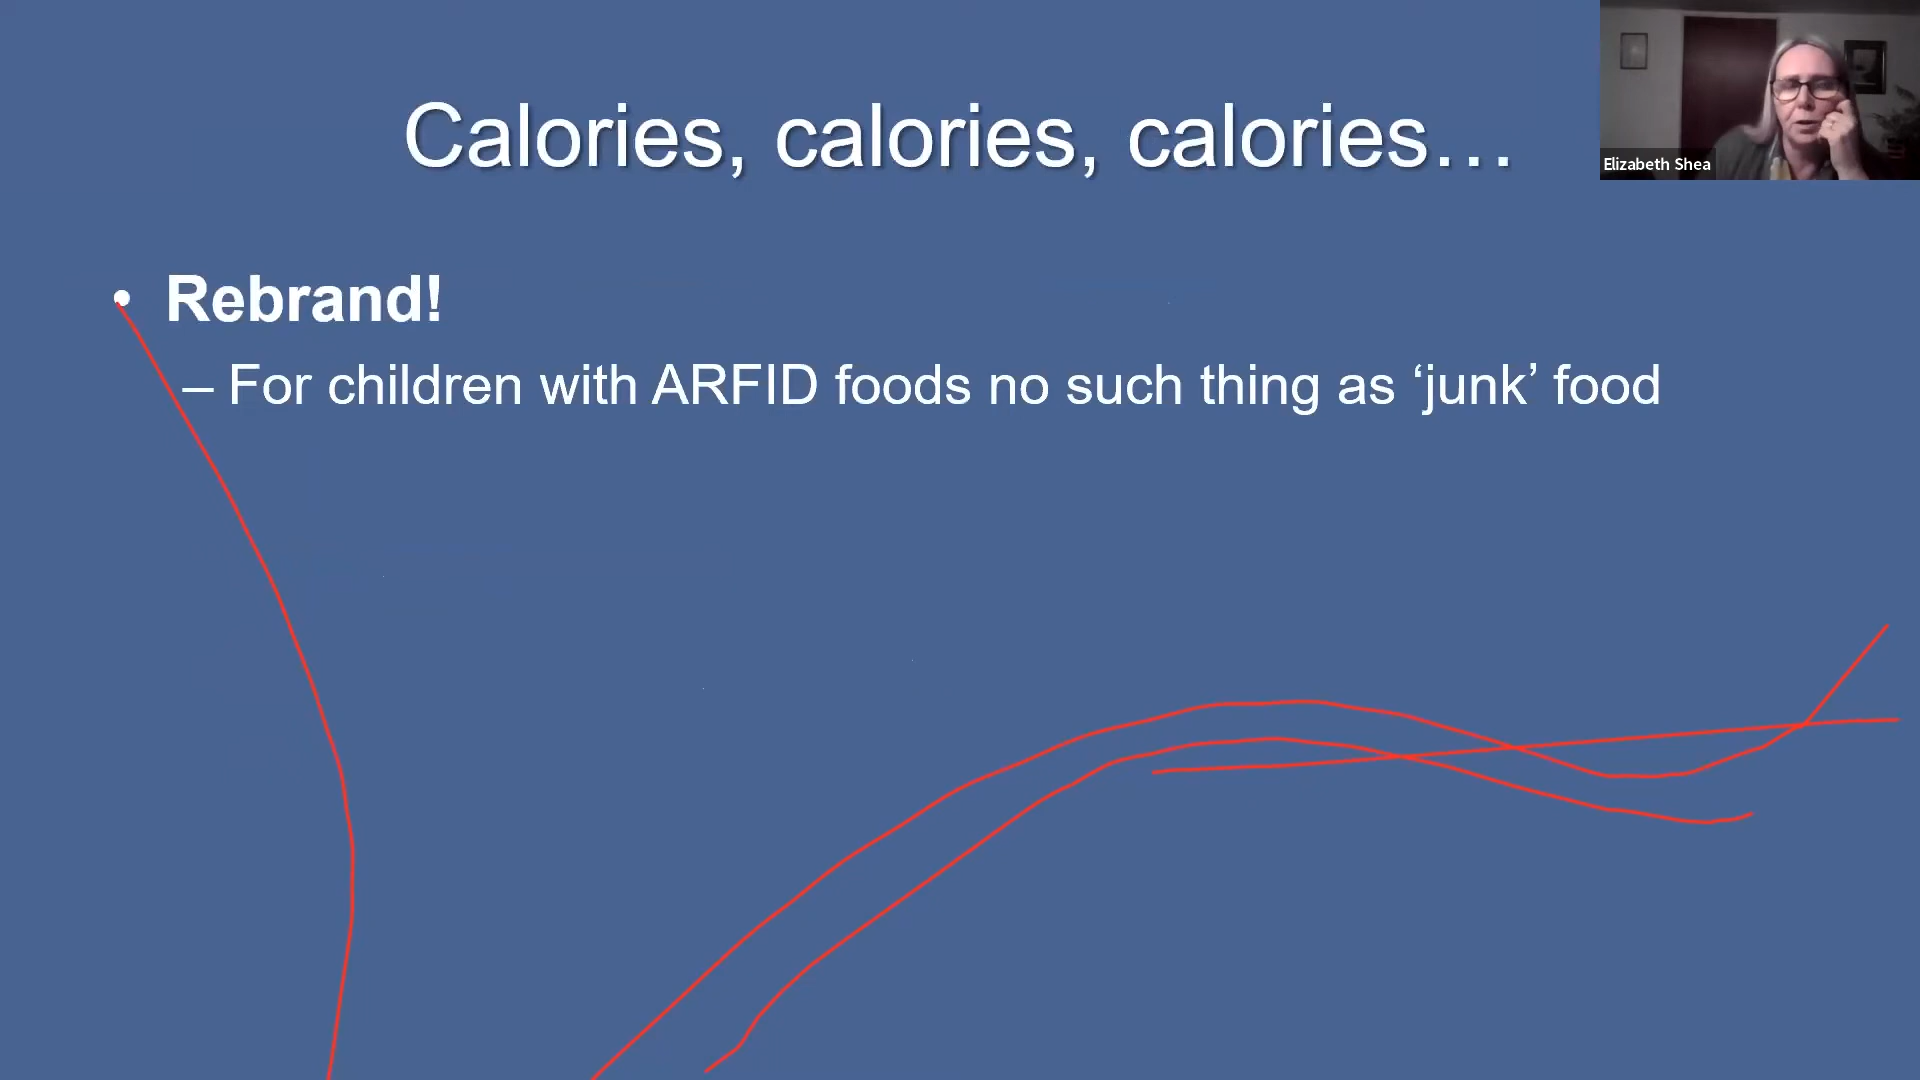 Calories, calories, calories…
Elizabeth Shea
• Rebrand!
– For children with ARFID foods no such thing as ‘junk’ food